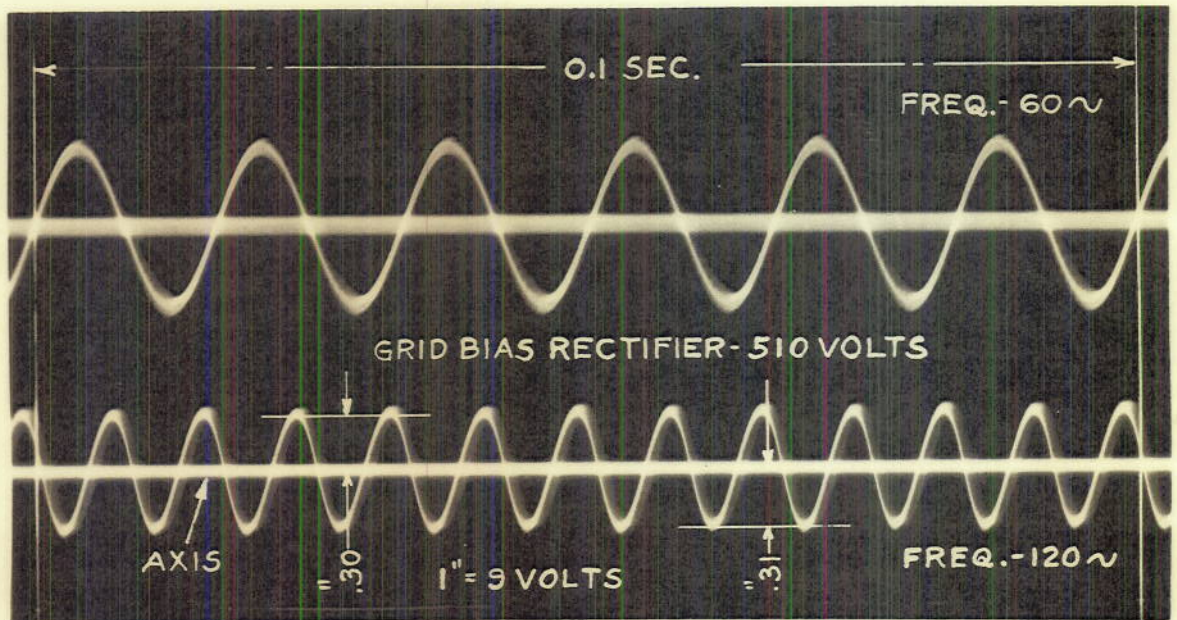 0.1 SEC.
FREQ.- 60~
GRID BIAS RECTIFIER- 510 VOLTS
AXIS
".30
1"= 9 VOLTS
".31
FREQ.-120~